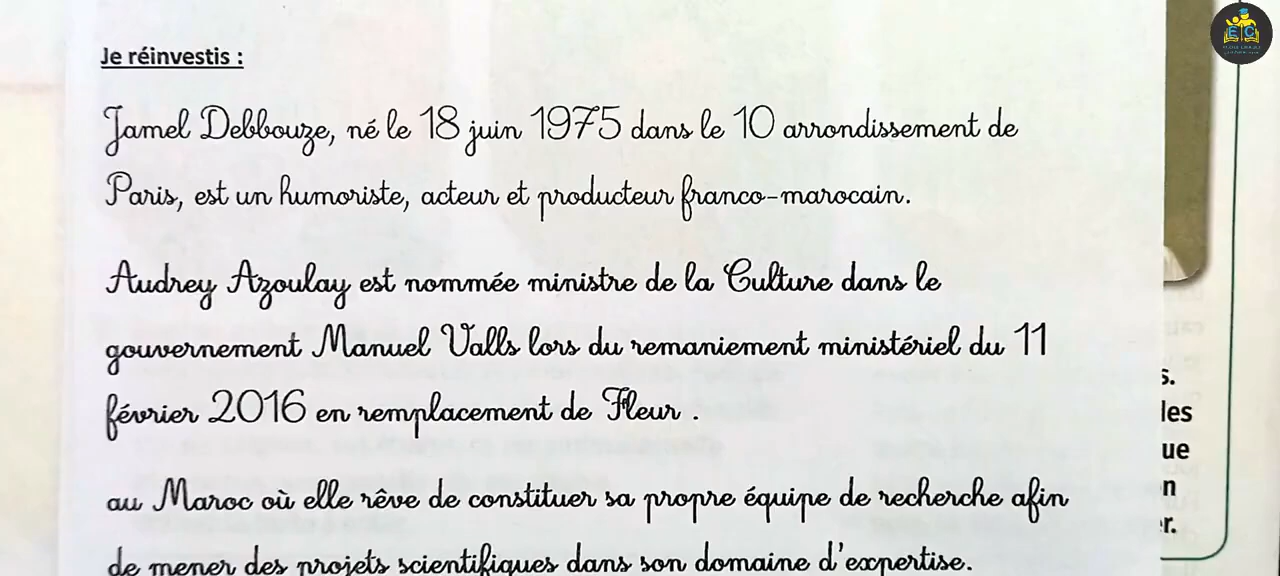 Je réinvestis :
Jamel Debbouze, né le 18 juin 1975 dans le 10 arrondissement de
Paris, est un humoriste, acteur et producteur franco-marocain.
Audrey Azoulay est nommée ministre de la Culture dans le
gouvernement Manuel Valls lors du remaniement ministériel du 11
février 2016 en remplacement de Fleur .
au Maroc où elle rêve de constituer sa propre équipe de recherche afin
de mener des projets scientifiques dans son domaine d'expertise.
s.
les
ue
n
r.
E C